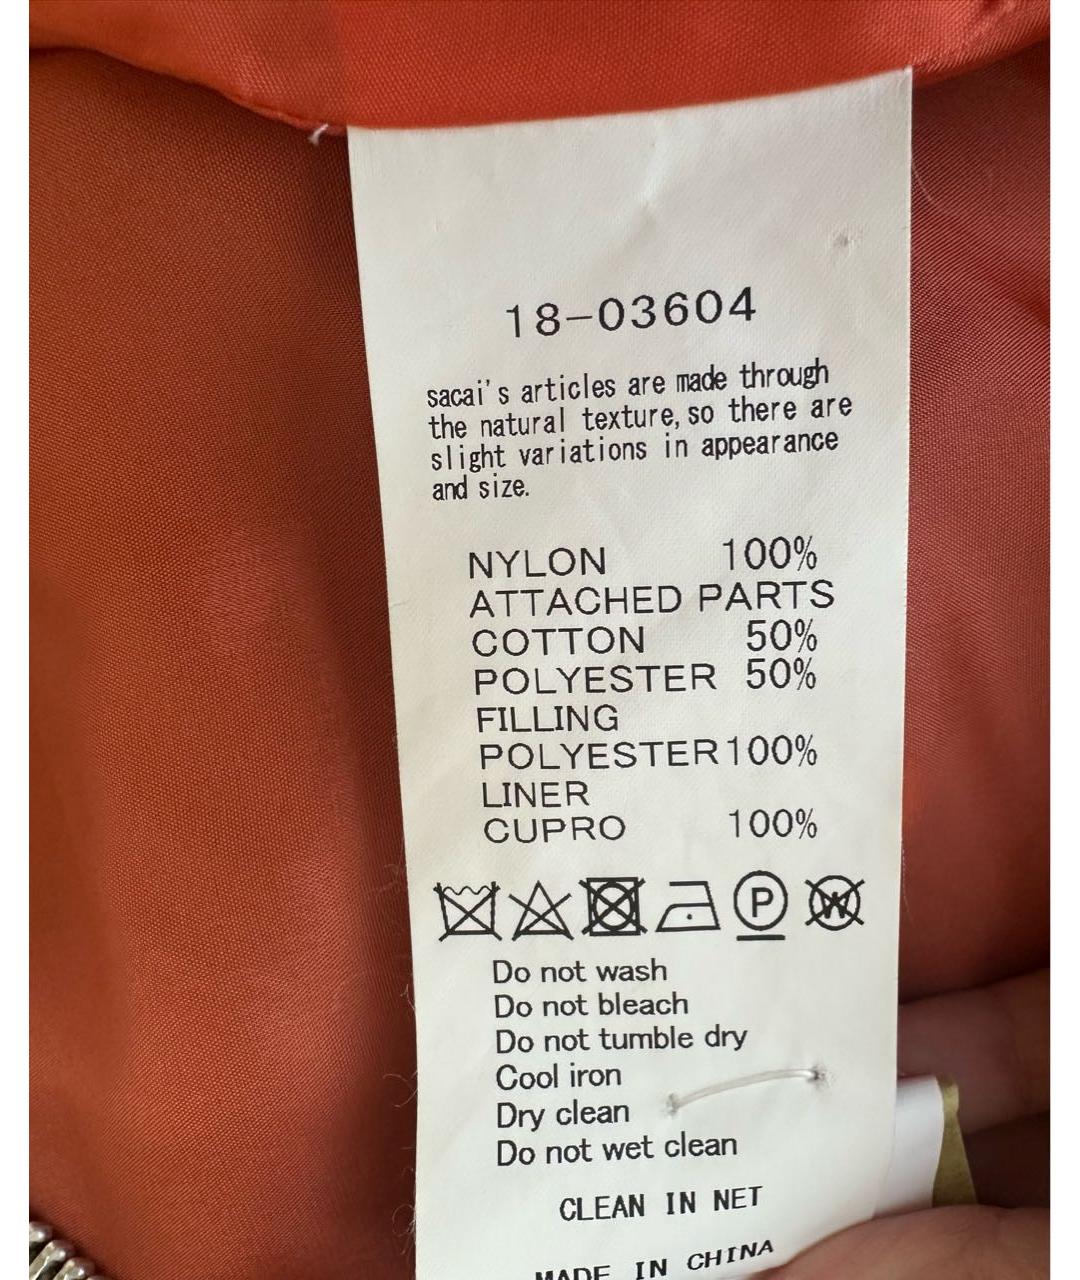 18-03604
sacai's articles are made through
the natural texture, so there are
slight variations in appearance
and size.
NYLON 100%
ATTACHED PARTS
COTTON 50%
POLYESTER 50%
FILLING
POLYESTER 100%
LINER
CUPRO 100%
P W
Do not wash
Do not bleach
Do not tumble dry
Cool iron
Dry clean
Do not wet clean
CLEAN IN NET
MADE IN CHINA